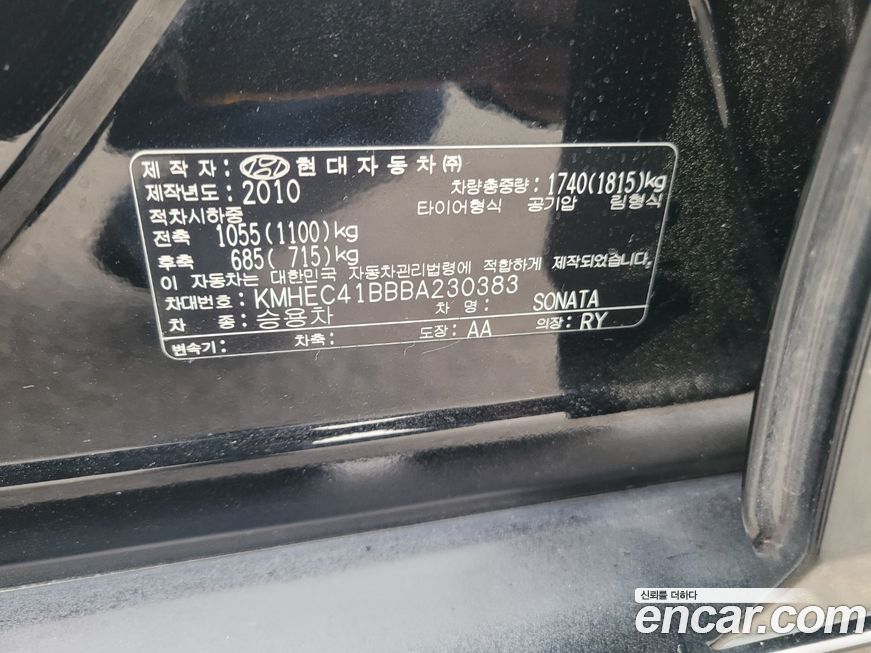 제 작 자 : 현대자동차㈜
제작년도 : 2010 차량총중량 : 1740(1815)kg
적차시하중 타이어형식 공기압 림형식
전축 1055(1100)kg
후축 685( 715)kg
이 자동차는 대한민국 자동차관리법령에 적합하게 제작되었습니다.
차대번호 : KMHEC41BBBA230383
차 종 : 승용차 차 명 : SONATA
변속기 : 차축 : 도장 : AA 의장 : RY
신뢰를 더하다
encar.com